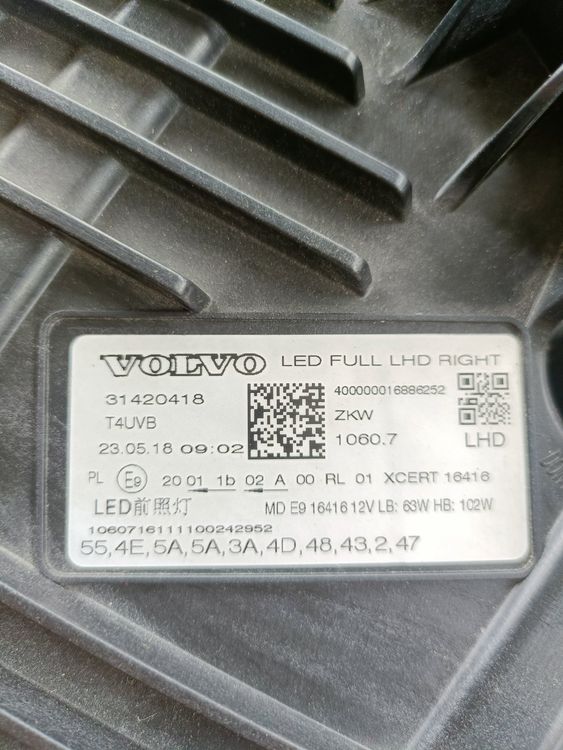 VOLVO LED FULL LHD RIGHT
31420418
400000016886252
T4UVB
ZKW
23.05.18 09:02
1060.7
LHD
PL E9 20 01 1b 02 A 00 RL 01 XCERT 16416
LED前照灯 MD E9 16416 12V LB: 63W HB: 102W
10607161111100242952
55,4E,5A,5A,3A,4D,48,43,2,47